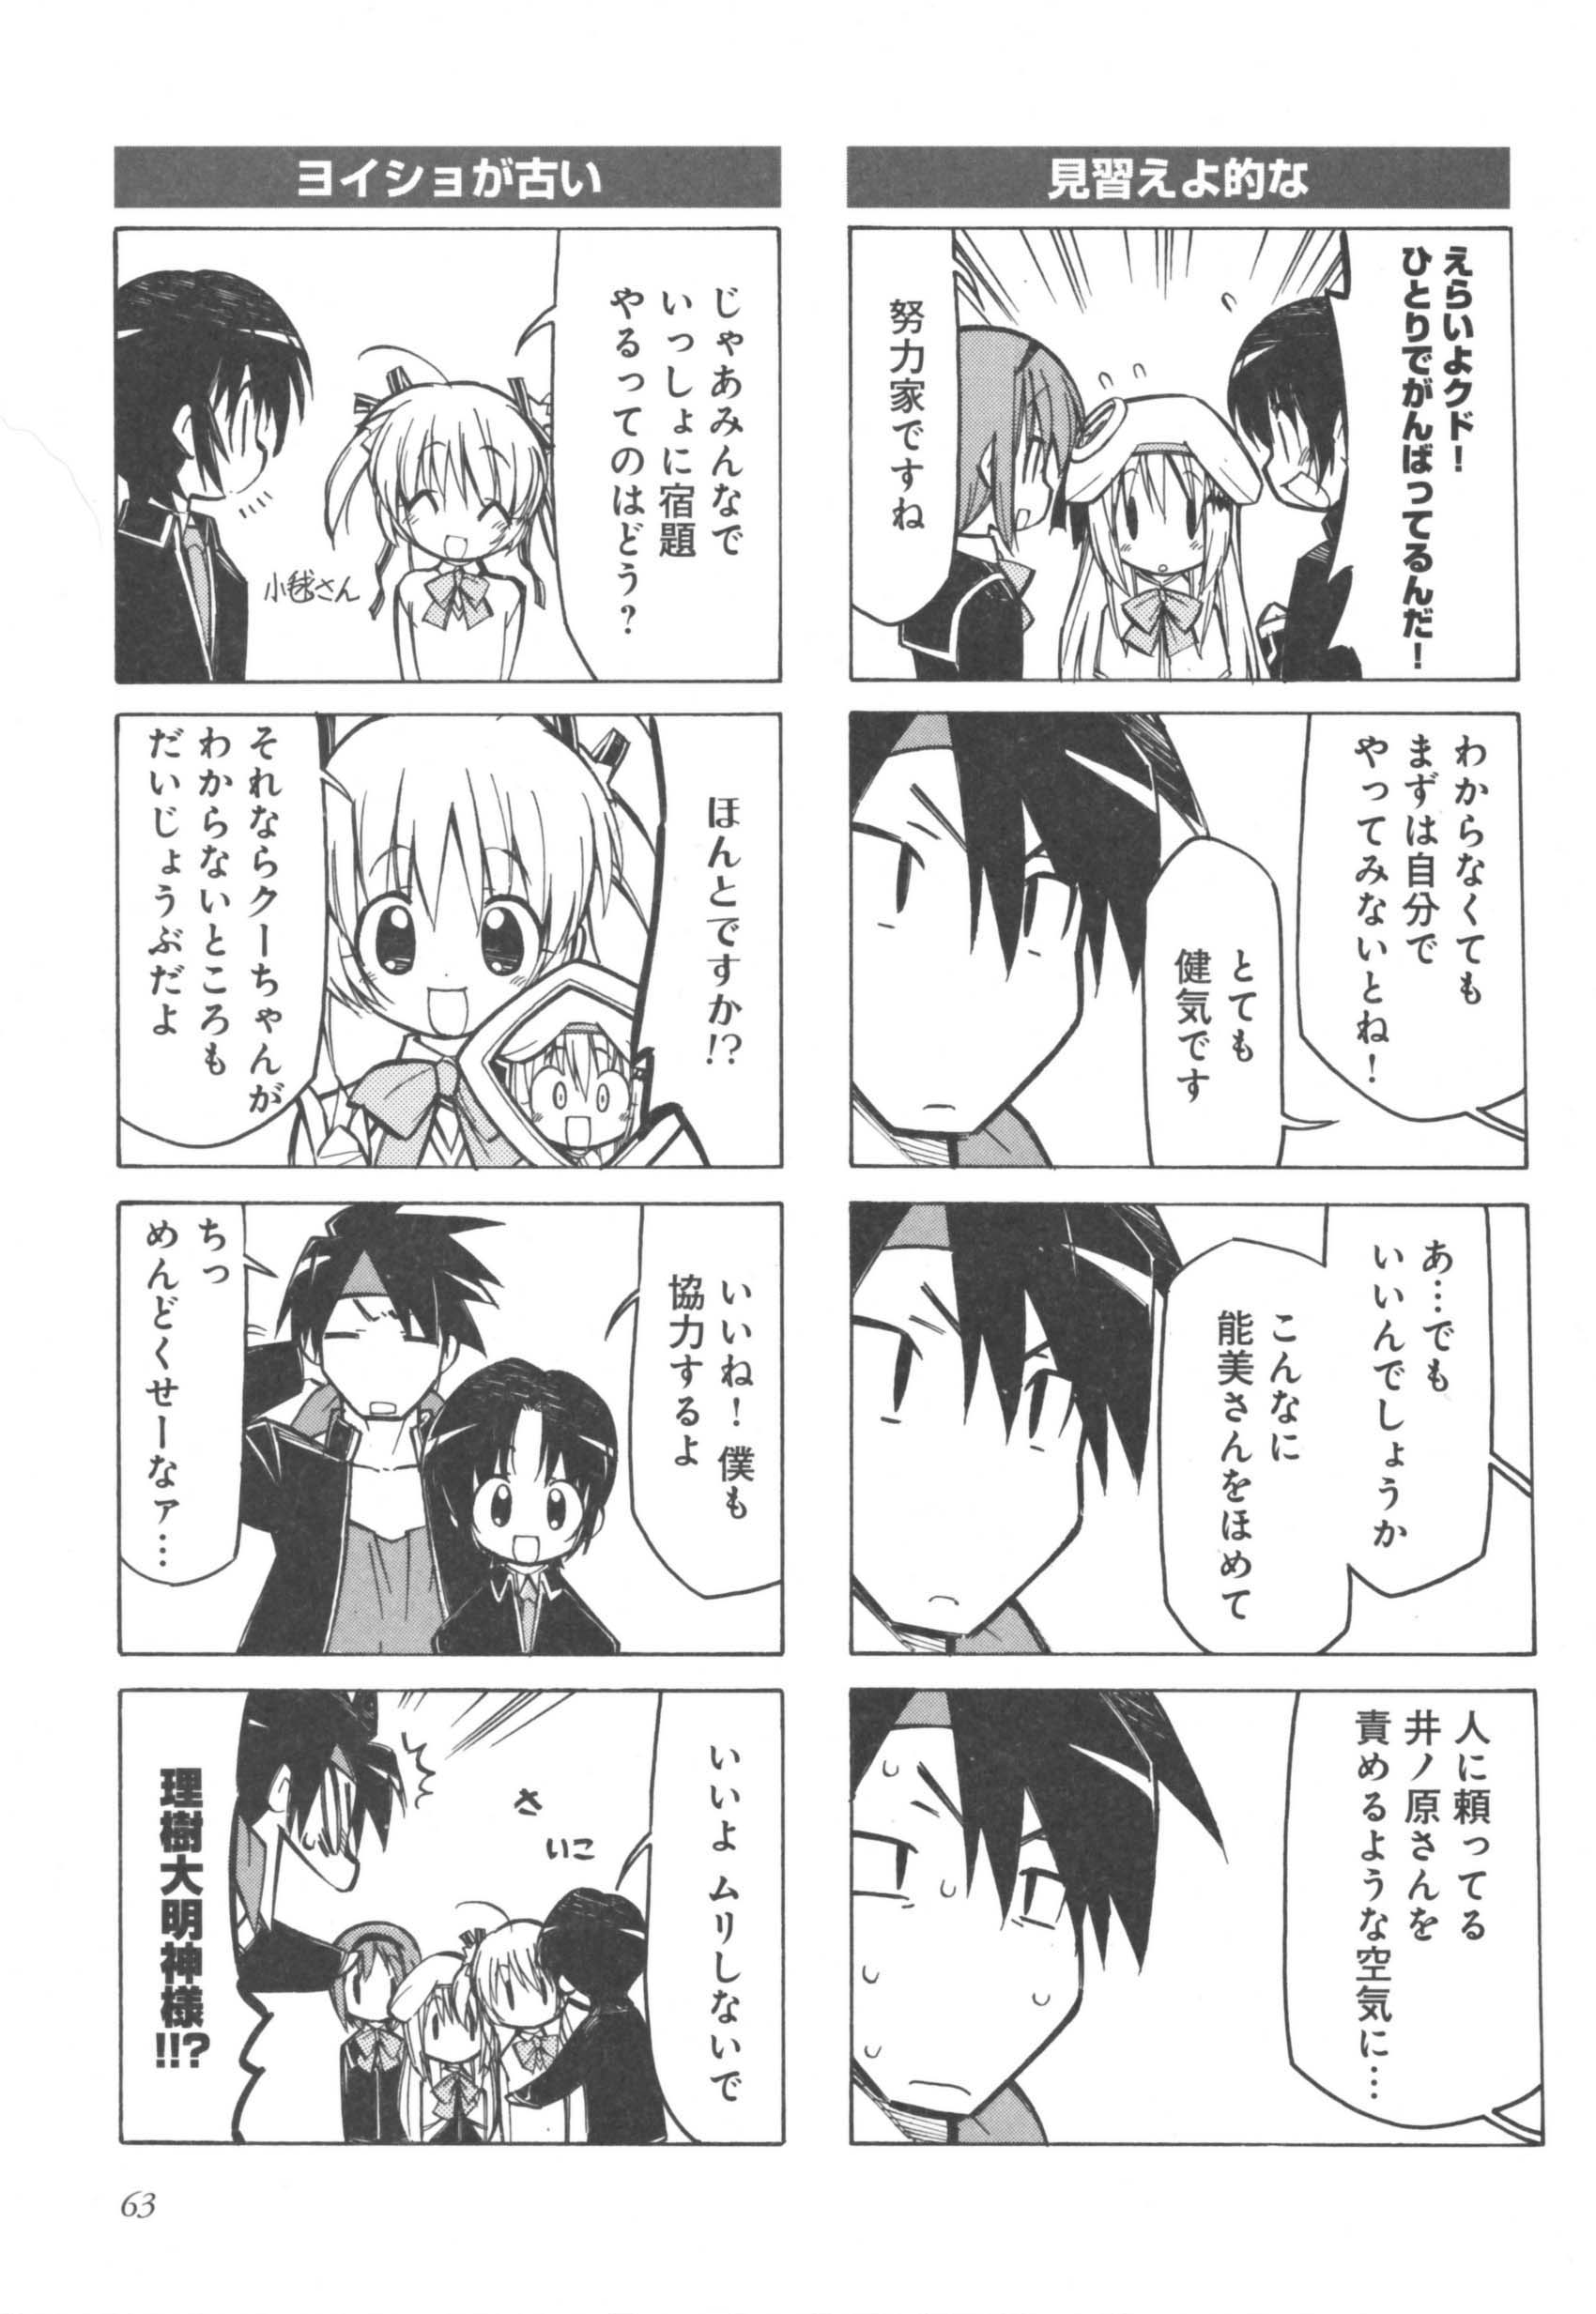 見習えよ的な
えらいよクド！
ひとりでがんばってるんだ！
努力家ですね
わからなくても
まずは自分で
やってみないとね！
とても
健気です
あ…でも
いいんでしょうか
こんなに
能美さんをほめて
人に頼ってる
井ノ原さんを
責めるような空気に…
ヨイショが古い
じゃあみんなで
いっしょに宿題
やるってのはどう？
小毬さん
ほんとですか!?
それならクーちゃんが
わからないところも
だいじょうぶだよ
いいね！僕も
協力するよ
ちっ
めんどくせーなァ…
いいよ ムリしないで
さ
いこ
理樹大明神様!!?
63